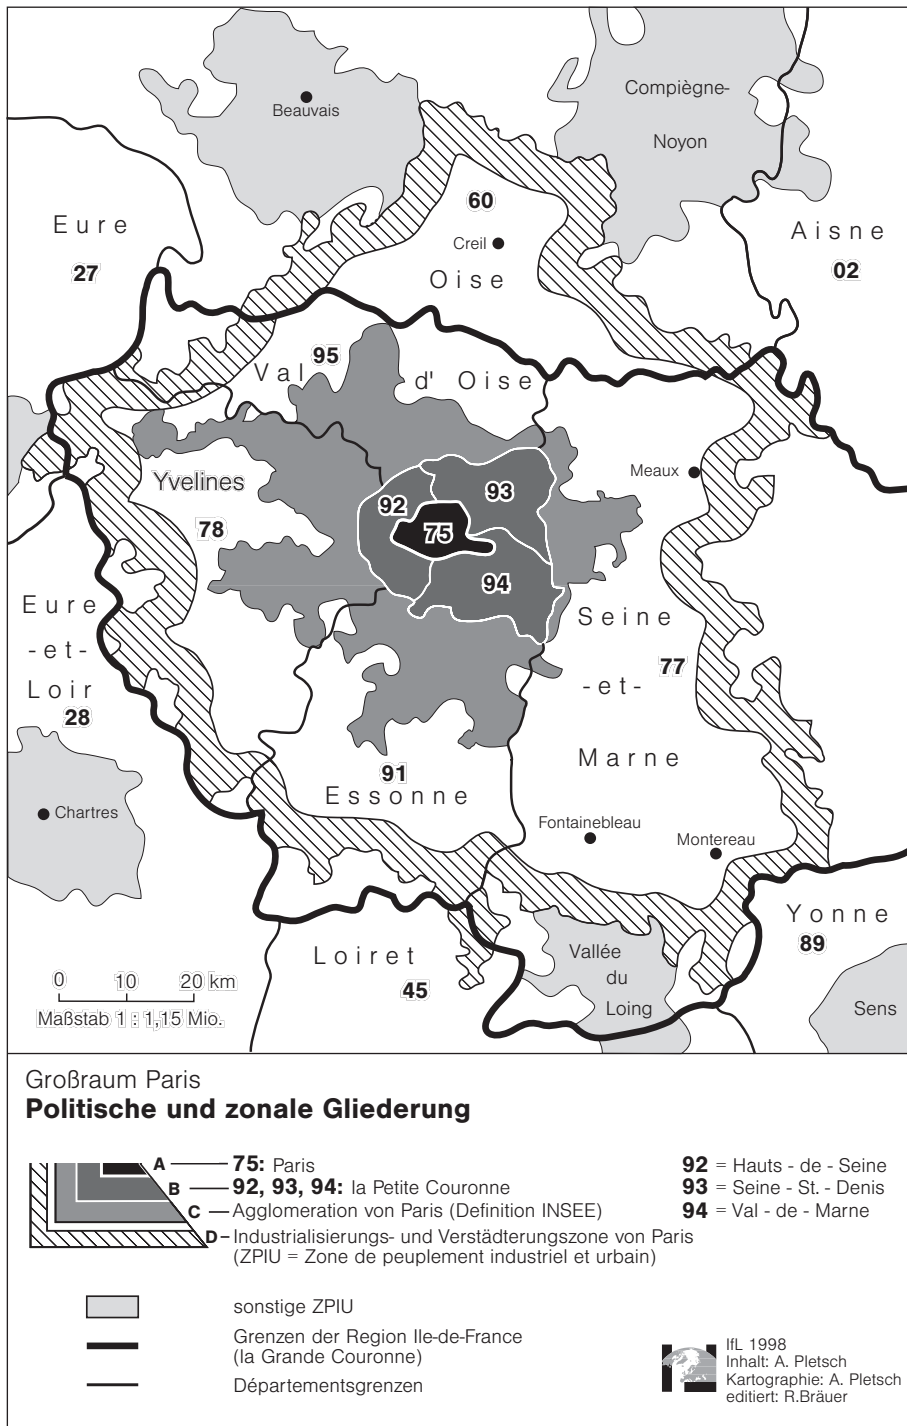 Beauvais
Compiègne-
Noyon
60
Eure
Creil
Aisne
27
Oise
02
95
Val d' Oise
Yvelines
Meaux
92
93
78
75
94
Eure
-et-
Loir
28
Seine
77
-et-
Marne
91
Essonne
Chartres
Fontainebleau
Montereau
Yonne
89
Loiret
45
Vallée
du
Loing
Sens
0 10 20 km
Maßstab 1 : 1,15 Mio.
Großraum Paris
Politische und zonale Gliederung
A 75: Paris
B 92, 93, 94: la Petite Couronne
C Agglomeration von Paris (Definition INSEE)
D Industrialisierungs- und Verstädterungszone von Paris
(ZPIU = Zone de peuplement industriel et urbain)
92 = Hauts - de - Seine
93 = Seine - St. - Denis
94 = Val - de - Marne
sonstige ZPIU
Grenzen der Region Ile-de-France
(la Grande Couronne)
Départementsgrenzen
IfL 1998
Inhalt: A. Pletsch
Kartographie: A. Pletsch
editiert: R.Bräuer